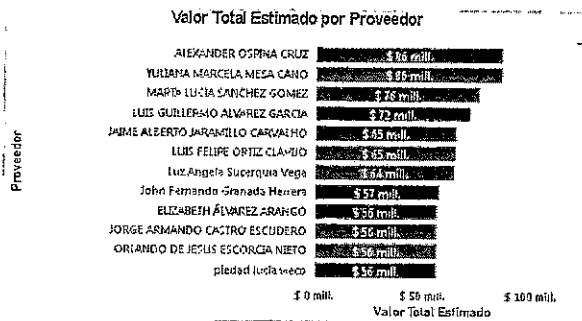 Valor Total Estimado por Proveedor
Proveedor
ALEXANDER OSPINA CRUZ $ 86 mill.
YULIANA MARCELA MESA CANO $ 86 mill.
MARTA LUCIA SANCHEZ GOMEZ $ 76 mill.
LUIS GUILLERMO ALVAREZ GARCIA $ 72 mill.
JAIME ALBERTO JARAMILLO CARVALHO $ 65 mill.
LUIS FELIPE ORTIZ CLAVIJO $ 65 mill.
Luz Angela Sucerquia Vega $ 64 mill.
John Fernando Granada Herrera $ 57 mill.
ELIZABETH ÁLVAREZ ARANGO $ 56 mill.
JORGE ARMANDO CASTRO ESCUDERO $ 56 mill.
ORLANDO DE JESUS ESCORCIA NIETO $ 56 mill.
piedad lucia $ 56 mill.
$ 0 mill. $ 50 mill. $ 100 mill.
Valor Total Estimado